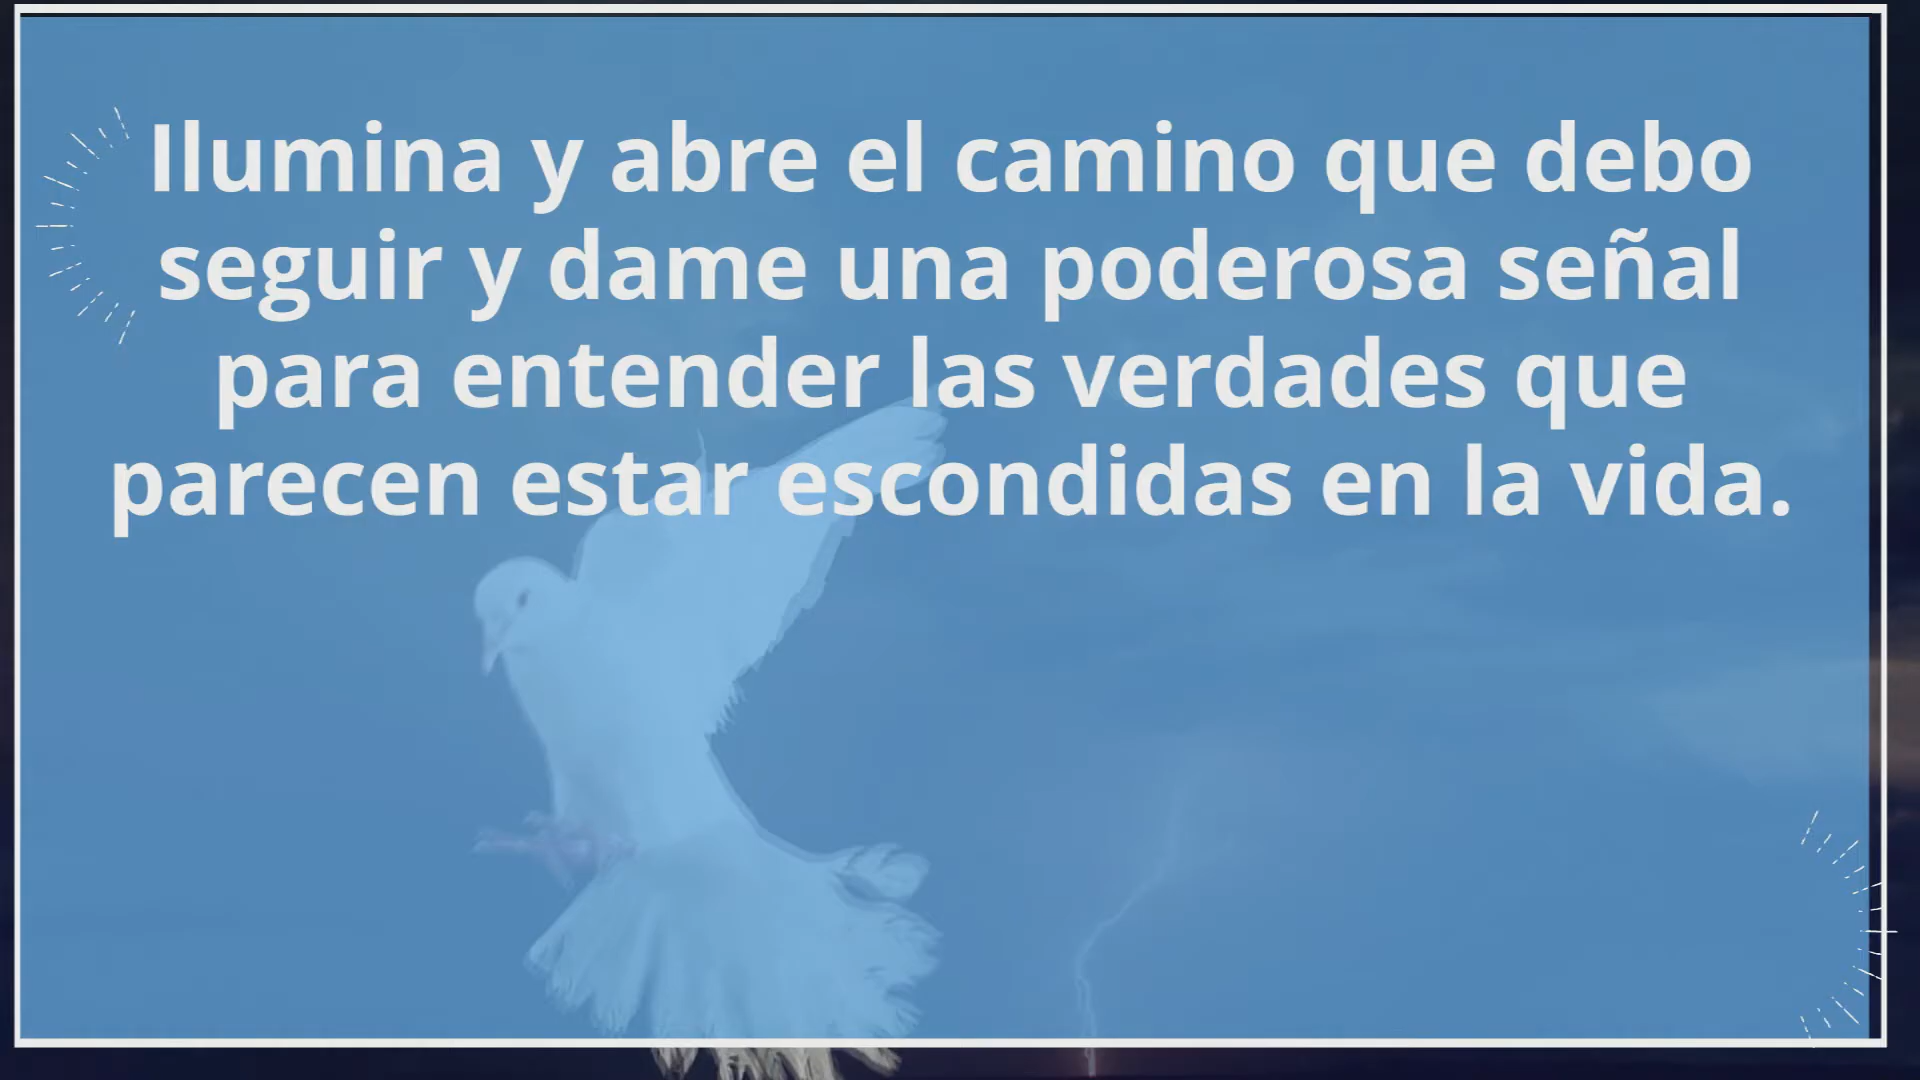 Ilumina y abre el camino que debo
seguir y dame una poderosa señal
para entender las verdades que
parecen estar escondidas en la vida.